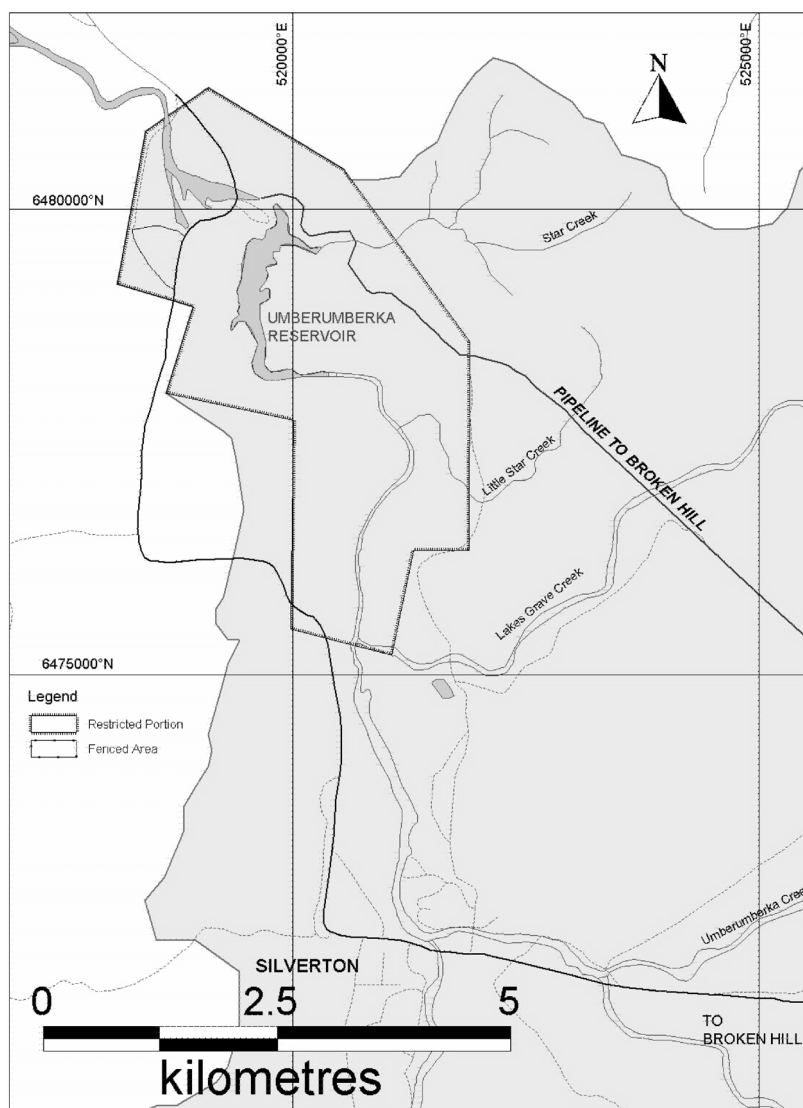 520000°E
525000°E
N
6480000°N
Star Creek
UMBERUMBERKA
RESERVOIR
PIPELINE TO BROKEN HILL
Little Star Creek
Lakes Grave Creek
6475000°N
Legend
Restricted Portion
Fenced Area
Umberumberka Cree
SILVERTON
0 2.5 5
TO
BROKEN HILL
kilometres